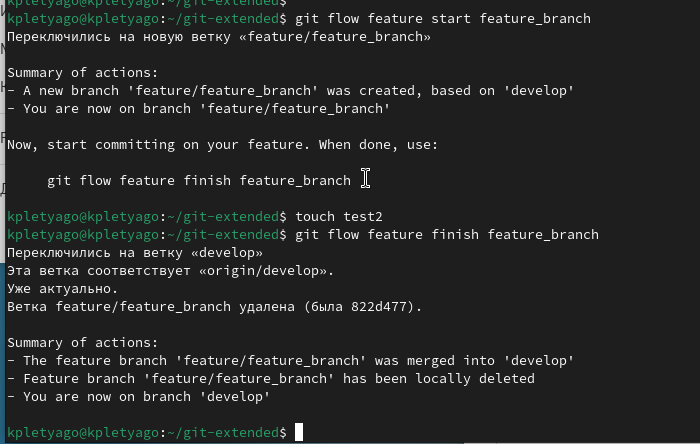 kpletyago@kpletyago:~/git-extended$
kpletyago@kpletyago:~/git-extended$ git flow feature start feature_branch
Переключились на новую ветку «feature/feature_branch»
Summary of actions:
- A new branch 'feature/feature_branch' was created, based on 'develop'
- You are now on branch 'feature/feature_branch'
Now, start committing on your feature. When done, use:
git flow feature finish feature_branch
kpletyago@kpletyago:~/git-extended$ touch test2
kpletyago@kpletyago:~/git-extended$ git flow feature finish feature_branch
Переключились на ветку «develop»
Эта ветка соответствует «origin/develop».
Уже актуально.
Ветка feature/feature_branch удалена (была 822d477).
Summary of actions:
- The feature branch 'feature/feature_branch' was merged into 'develop'
- Feature branch 'feature/feature_branch' has been locally deleted
- You are now on branch 'develop'
kpletyago@kpletyago:~/git-extended$